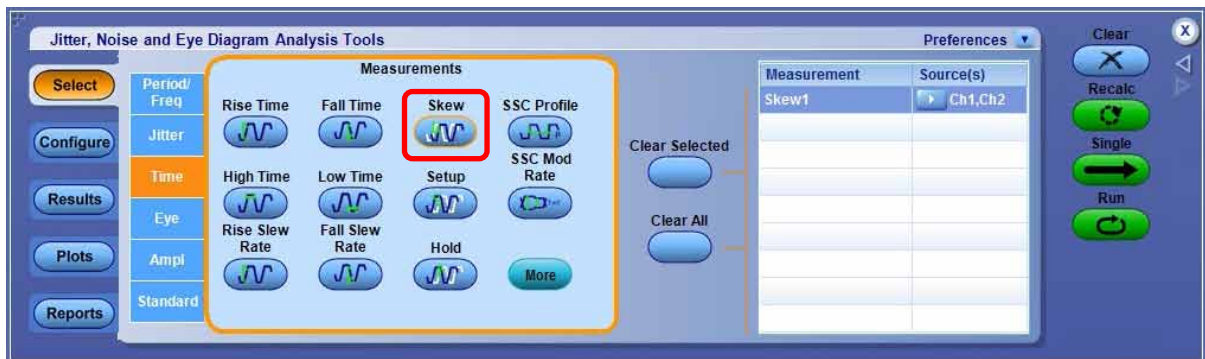 Jitter, Noise and Eye Diagram Analysis Tools
Preferences
Select
Configure
Results
Plots
Reports
Period/
Freq
Jitter
Time
Eye
Ampl
Standard
Measurements
Rise Time
Fall Time
Skew
SSC Profile
High Time
Low Time
Setup
SSC Mod
Rate
Rise Slew
Rate
Fall Slew
Rate
Hold
More
Clear Selected
Clear All
Measurement
Source(s)
Skew1
Ch1,Ch2
Clear
X
Recalc
Single
Run